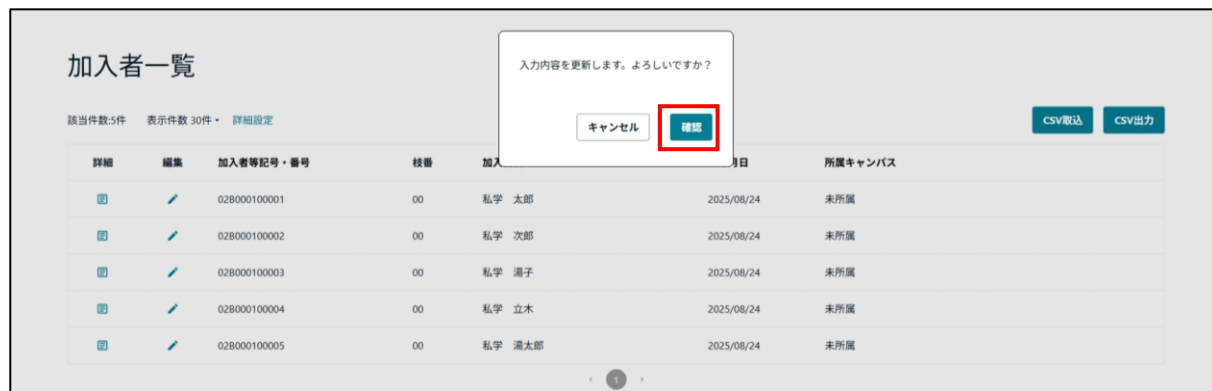 入力内容を更新します。よろしいですか？
キャンセル 確認
加入者一覧
該当件数:5件 表示件数 30件 詳細設定 CSV取込 CSV出力
詳細 編集 加入者等記号・番号 枝番 加入 月日 所属キャンパス
02B000100001 00 私学 太郎 2025/08/24 未所属
02B000100002 00 私学 次郎 2025/08/24 未所属
02B000100003 00 私学 湯子 2025/08/24 未所属
02B000100004 00 私学 立木 2025/08/24 未所属
02B000100005 00 私学 湯太郎 2025/08/24 未所属
1